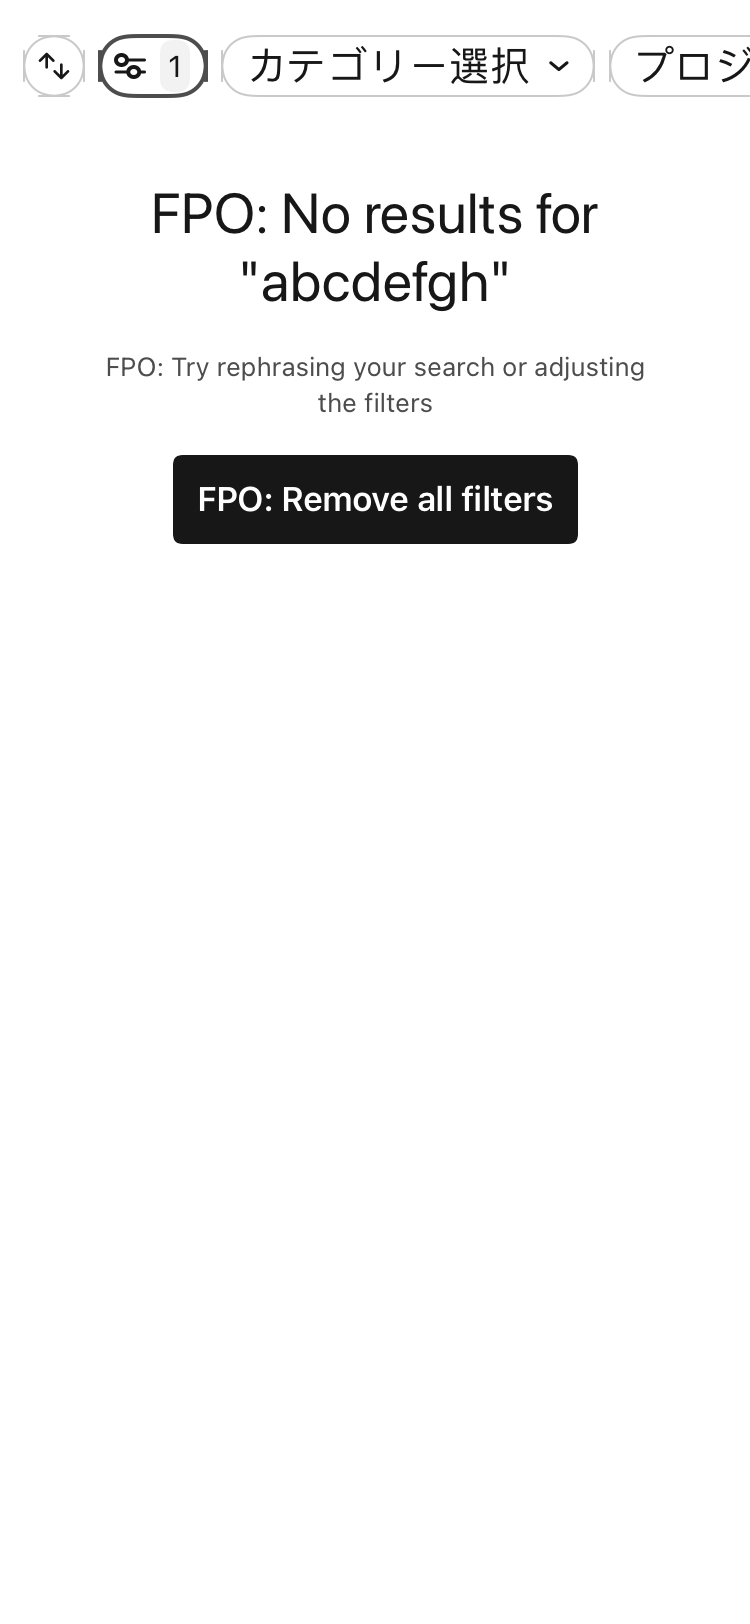 1
カテゴリー選択
プロジ
FPO: No results for
"abcdefgh"
FPO: Try rephrasing your search or adjusting
the filters
FPO: Remove all filters